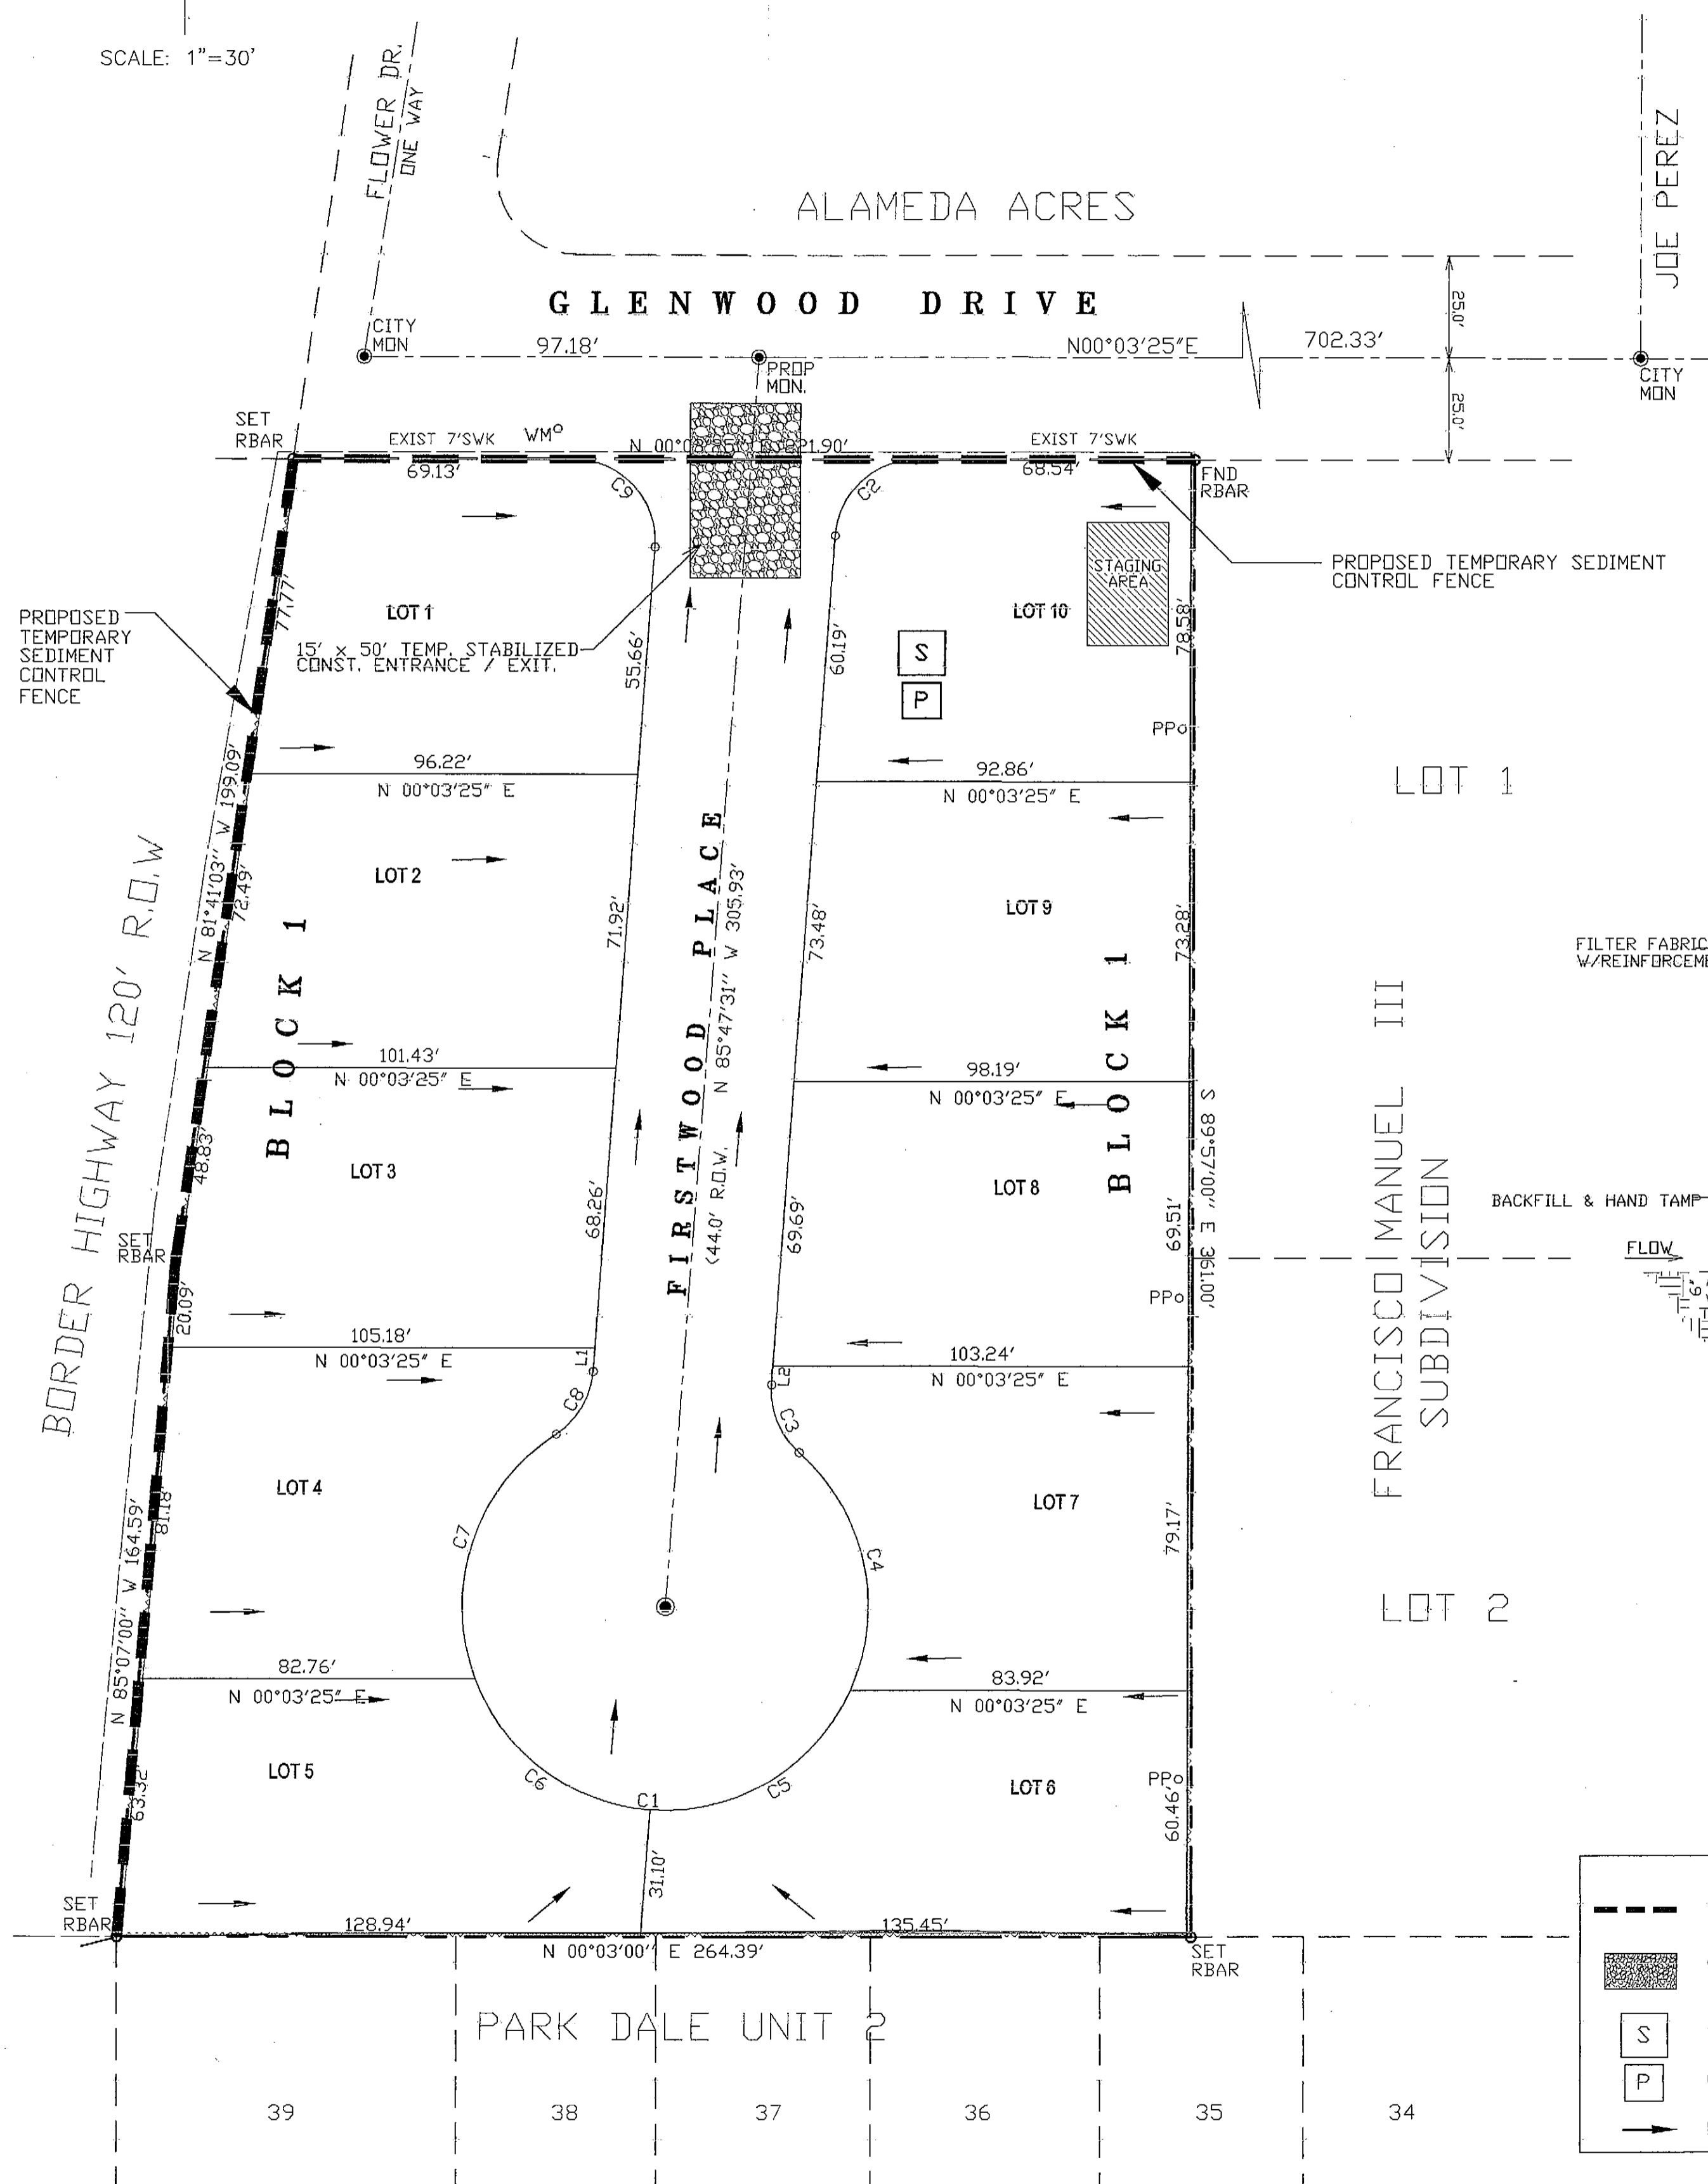 SCALE: 1"=30'
FLOWER DR.
ONE WAY
ALAMEDA ACRES
JOE PEREZ
GLENWOOD DRIVE
25.0'
CITY
MON
97.18'
N00°03'25"E
702.33'
PROP
MON.
CITY
MON
25.0'
SET
RBAR
EXIST 7'SWK
WM
EXIST 7'SWK
69.13'
68.54'
FND
RBAR
C9
C2
STAGING
AREA
PROPOSED TEMPORARY SEDIMENT
CONTROL FENCE
77.77'
LOT 1
LOT 10
78.58'
PROPOSED
TEMPORARY
SEDIMENT
CONTROL
FENCE
15' x 50' TEMP. STABILIZED
CONST. ENTRANCE / EXIT.
55.66'
60.19'
S
P
PP
96.22'
N 00°03'25" E
92.86'
N 00°03'25" E
LOT 1
N 81°41'03" W 199.09'
72.49'
LOT 2
LOT 9
71.92'
73.48'
73.28'
BLOCK 1
BLOCK 1
FIRSTWOOD PLACE
(44.0' R.O.W.
N 85°47'31" W 305.93'
FILTER FABRIC
BORDER HIGHWAY 120' R.O.W
101.43'
N 00°03'25" E
98.19'
N 00°03'25" E
S 89°57'00" E 361.00'
48.83'
LOT 3
LOT 8
68.26'
69.69'
69.51'
FRANCISCO MANUEL III
SUBDIVISION
BACKFILL & HAND TAMP
FLOW
6"
SET
RBAR
20.09'
PP
105.18'
N 00°03'25" E
L1
L2
103.24'
N 00°03'25" E
C8
C3
LOT 4
LOT 7
81.18'
C7
C4
79.17'
N 85°07'00" W 164.59'
LOT 2
82.76'
N 00°03'25" E
83.92'
N 00°03'25" E
LOT 5
LOT 6
63.32'
C6
C1
C5
PP
60.46'
31.10'
SET
RBAR
128.94'
135.45'
N 00°03'00" E 264.39'
SET
RBAR
PARK DALE UNIT 2
S
P
39
38
37
36
35
34